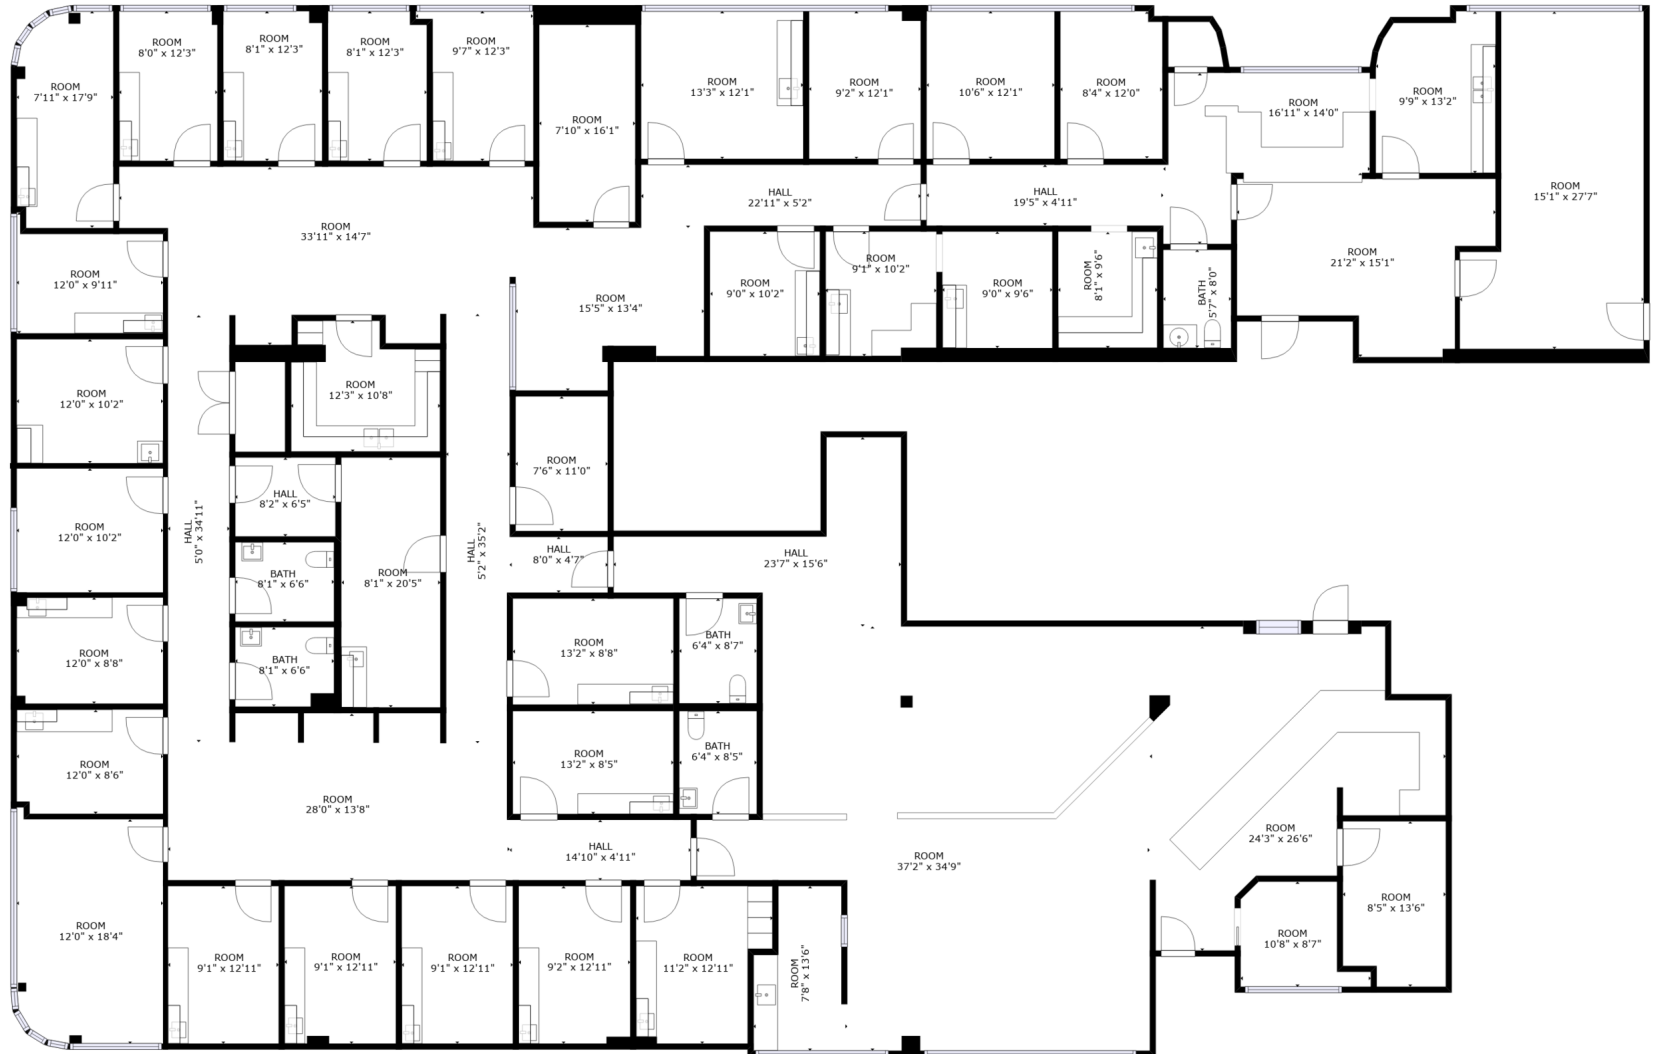 ROOM
8'0" x 12'3"
ROOM
8'1" x 12'3"
ROOM
8'1" x 12'3"
ROOM
9'7" x 12'3"
ROOM
7'11" x 17'9"
ROOM
7'10" x 16'1"
ROOM
13'3" x 12'1"
ROOM
9'2" x 12'1"
ROOM
10'6" x 12'1"
ROOM
8'4" x 12'0"
ROOM
16'11" x 14'0"
ROOM
9'9" x 13'2"
ROOM
15'1" x 27'7"
HALL
22'11" x 5'2"
HALL
19'5" x 4'11"
ROOM
33'11" x 14'7"
ROOM
21'2" x 15'1"
ROOM
12'0" x 9'11"
ROOM
15'5" x 13'4"
ROOM
9'0" x 10'2"
ROOM
9'1" x 10'2"
ROOM
9'0" x 9'6"
ROOM
8'1" x 9'6"
BATH
5'7" x 8'0"
ROOM
12'0" x 10'2"
ROOM
12'3" x 10'8"
ROOM
7'6" x 11'0"
HALL
8'2" x 6'5"
ROOM
12'0" x 10'2"
HALL
5'0" x 34'11"
HALL
5'2" x 35'2"
HALL
8'0" x 4'7"
HALL
23'7" x 15'6"
BATH
8'1" x 6'6"
ROOM
8'1" x 20'5"
ROOM
12'0" x 8'8"
BATH
8'1" x 6'6"
ROOM
13'2" x 8'8"
BATH
6'4" x 8'7"
ROOM
12'0" x 8'6"
ROOM
13'2" x 8'5"
BATH
6'4" x 8'5"
ROOM
28'0" x 13'8"
HALL
14'10" x 4'11"
ROOM
37'2" x 34'9"
ROOM
24'3" x 26'6"
ROOM
8'5" x 13'6"
ROOM
12'0" x 18'4"
ROOM
10'8" x 8'7"
ROOM
9'1" x 12'11"
ROOM
9'1" x 12'11"
ROOM
9'1" x 12'11"
ROOM
9'2" x 12'11"
ROOM
11'2" x 12'11"
ROOM
7'8" x 13'6"